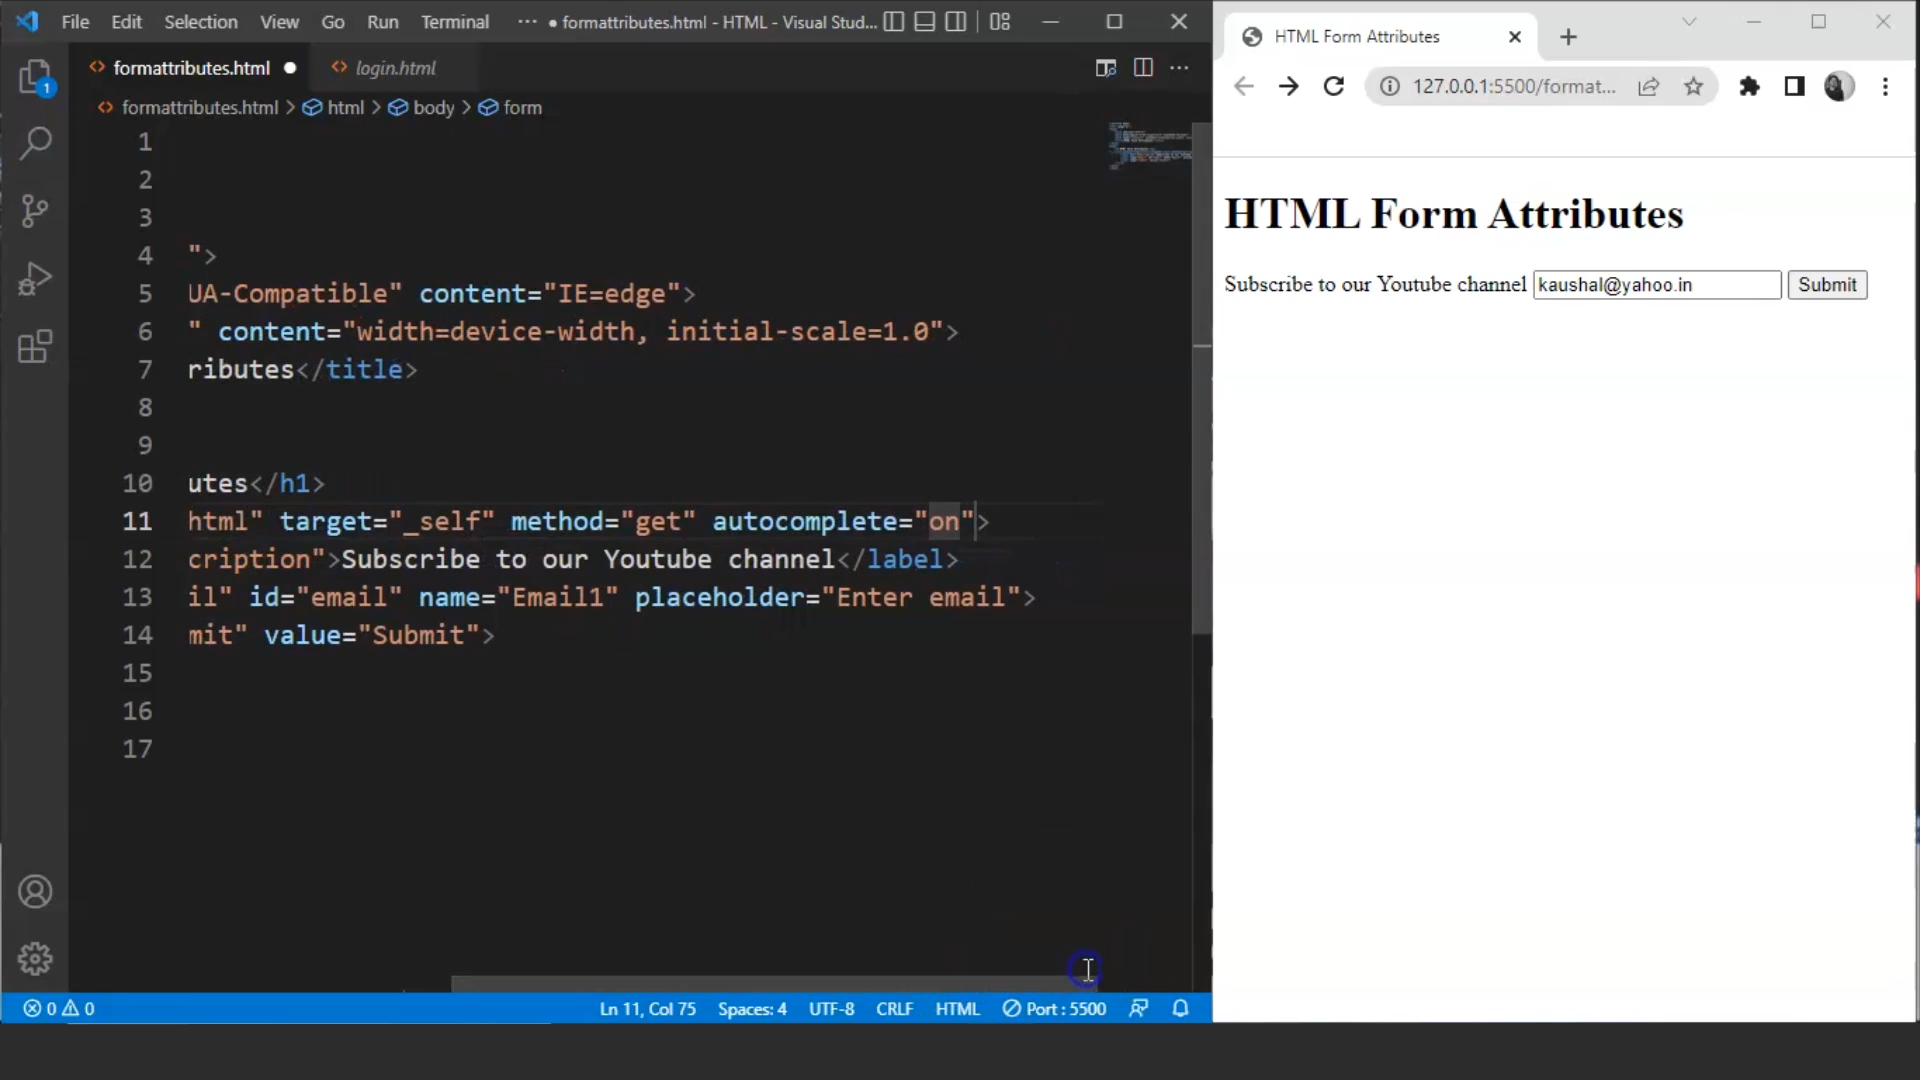 File Edit Selection View Go Run Terminal ··· ● formattributes.html - HTML - Visual Stud...
formattributes.html ● login.html
formattributes.html > html > body > form
1
2
3
4 ">
5 UA-Compatible" content="IE=edge">
6 " content="width=device-width, initial-scale=1.0">
7 ributes</title>
8
9
10 utes</h1>
11 html" target="_self" method="get" autocomplete="on">
12 cription">Subscribe to our Youtube channel</label>
13 il" id="email" name="Email1" placeholder="Enter email">
14 mit" value="Submit">
15
16
17
1
0 0 Ln 11, Col 75 Spaces: 4 UTF-8 CRLF HTML Port : 5500
HTML Form Attributes
127.0.0.1:5500/format...
HTML Form Attributes
Subscribe to our Youtube channel kaushal@yahoo.in Submit